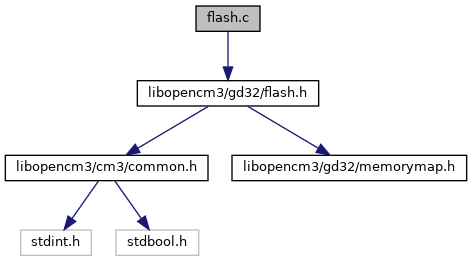 flash.c
libopencm3/gd32/flash.h
libopencm3/cm3/common.h
libopencm3/gd32/memorymap.h
stdint.h
stdbool.h